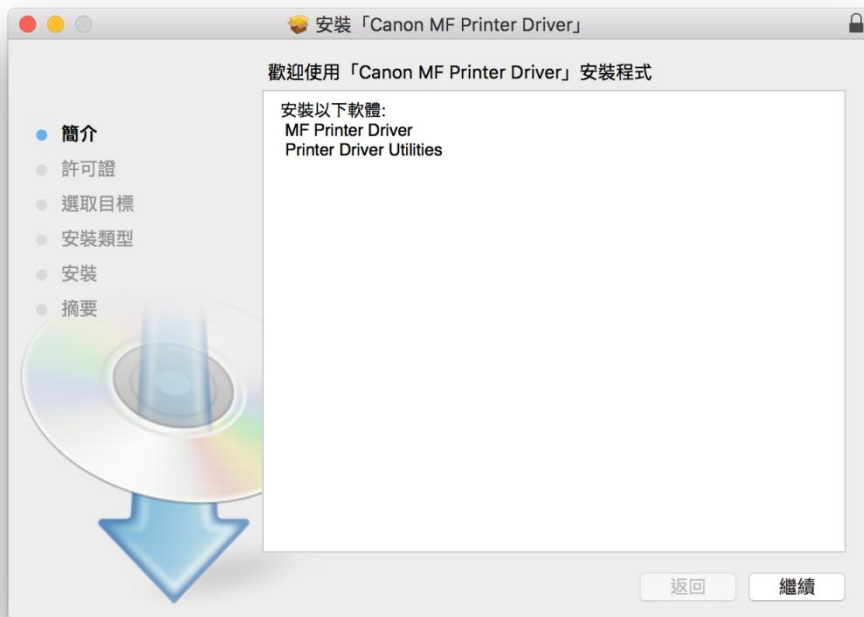 安裝「Canon MF Printer Driver」
歡迎使用「Canon MF Printer Driver」安裝程式
簡介
許可證
選取目標
安裝類型
安裝
摘要
安裝以下軟體:
MF Printer Driver
Printer Driver Utilities
返回
繼續